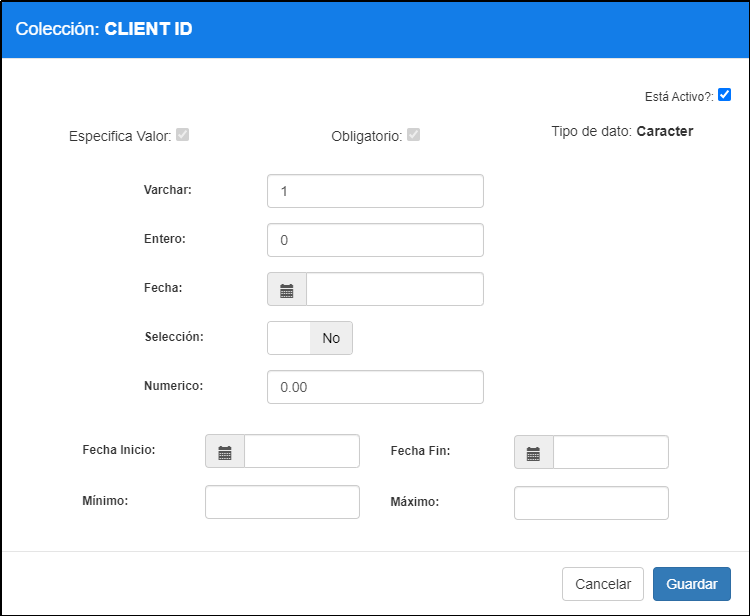 Colección: CLIENT ID
Está Activo?:
Especifica Valor:
Obligatorio:
Tipo de dato: Caracter
Varchar:
1
Entero:
0
Fecha:
Selección:
No
Numerico:
0.00
Fecha Inicio:
Fecha Fin:
Mínimo:
Máximo:
Cancelar
Guardar